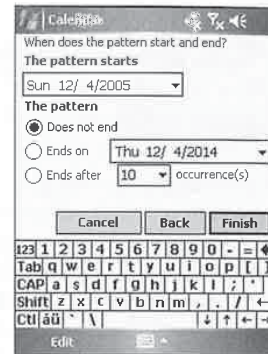 Calendar
When does the pattern start and end?
The pattern starts
Sun 12/ 4/2005
The pattern
Does not end
Ends on Thu 12/ 4/2014
Ends after 10 occurrence(s)
Cancel Back Finish
123 1 2 3 4 5 6 7 8 9 0 - =
Tab q w e r t y u i o p [ ]
CAP a s d f g h j k l ; '
Shift z x c v b n m , . / ←
Ctl áü ` \ ↓ ↑ ← →
Edit